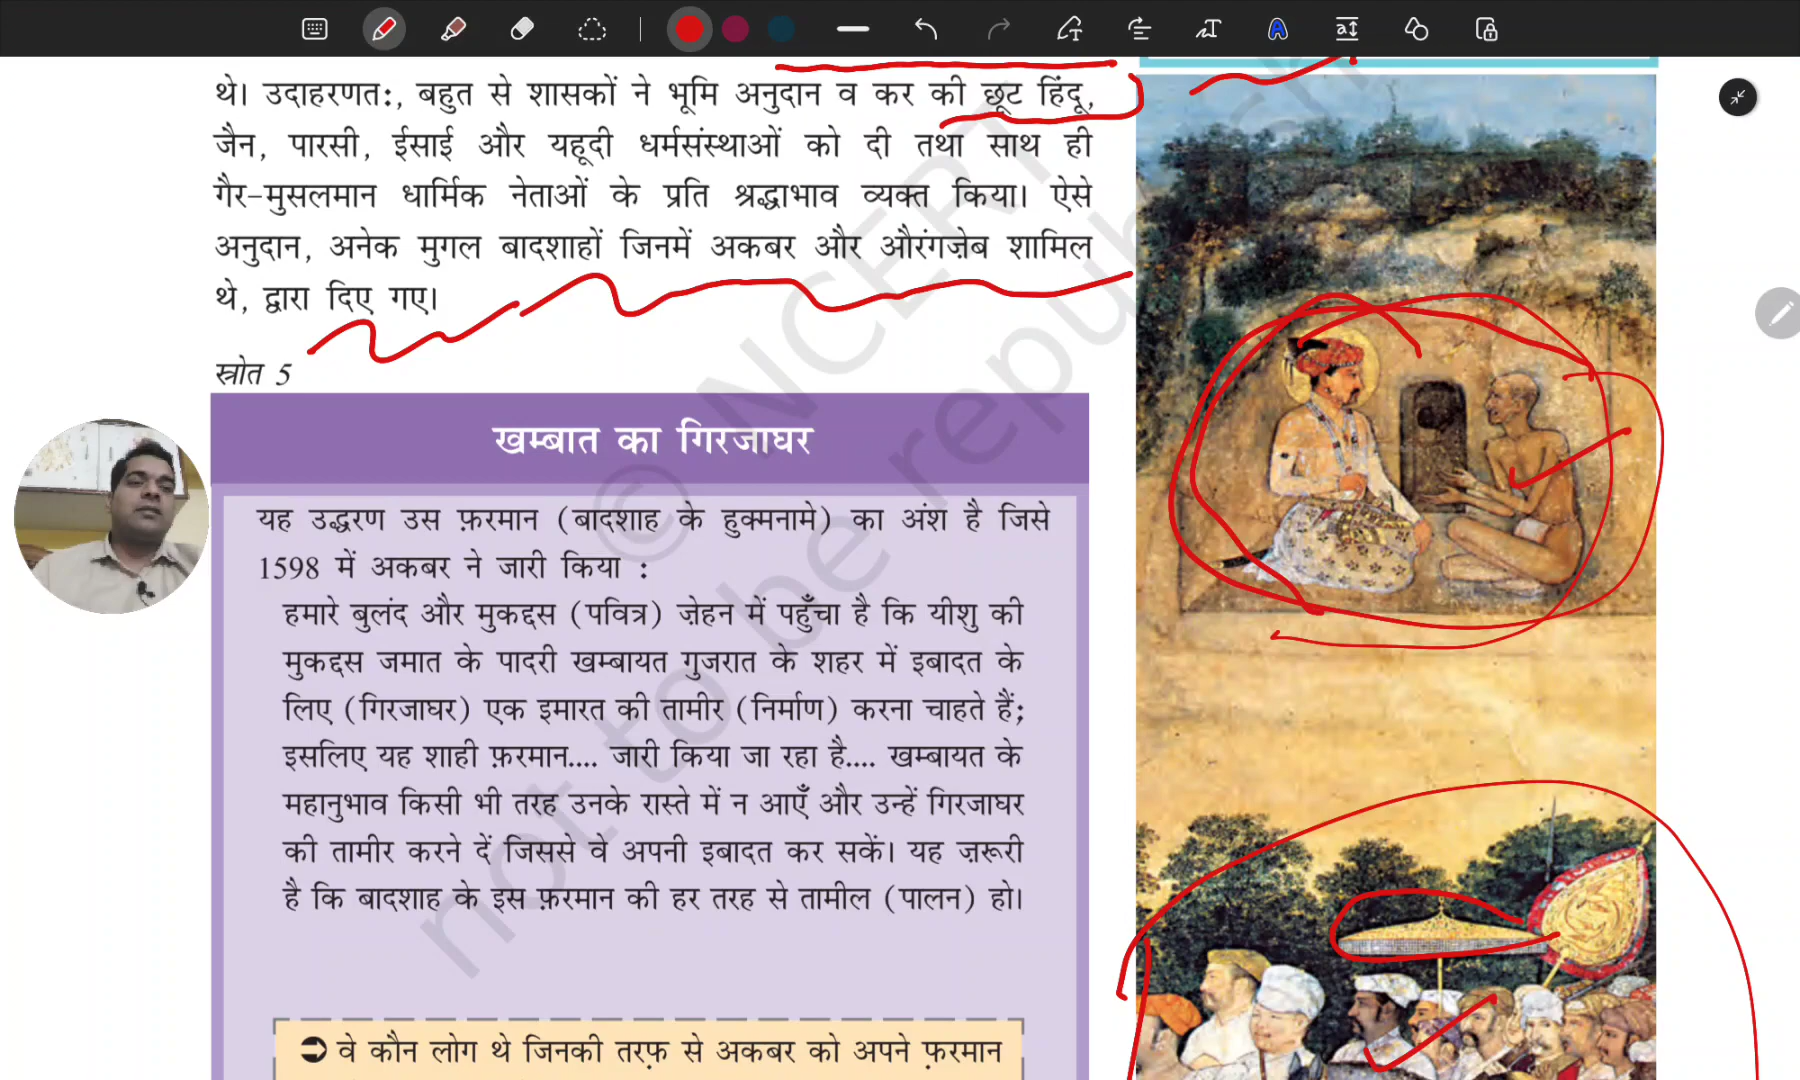 थे। उदाहरणत:, बहुत से शासकों ने भूमि अनुदान व कर की छूट हिंदू,
जैन, पारसी, ईसाई और यहूदी धर्मसंस्थाओं को दी तथा साथ ही
गैर-मुसलमान धार्मिक नेताओं के प्रति श्रद्धाभाव व्यक्त किया। ऐसे
अनुदान, अनेक मुगल बादशाहों जिनमें अकबर और औरंगज़ेब शामिल
थे, द्वारा दिए गए।
स्रोत 5
खम्बात का गिरजाघर
यह उद्धरण उस फ़रमान (बादशाह के हुक्मनामे) का अंश है जिसे
1598 में अकबर ने जारी किया :
हमारे बुलंद और मुकद्दस (पवित्र) ज़ेहन में पहुँचा है कि यीशु की
मुकद्दस जमात के पादरी खम्बायत गुजरात के शहर में इबादत के
लिए (गिरजाघर) एक इमारत की तामीर (निर्माण) करना चाहते हैं;
इसलिए यह शाही फ़रमान.... जारी किया जा रहा है.... खम्बायत के
महानुभाव किसी भी तरह उनके रास्ते में न आएँ और उन्हें गिरजाघर
की तामीर करने दें जिससे वे अपनी इबादत कर सकें। यह ज़रूरी
है कि बादशाह के इस फ़रमान की हर तरह से तामील (पालन) हो।
➲ वे कौन लोग थे जिनकी तरफ़ से अकबर को अपने फ़रमान
© NCERT
not to be republish